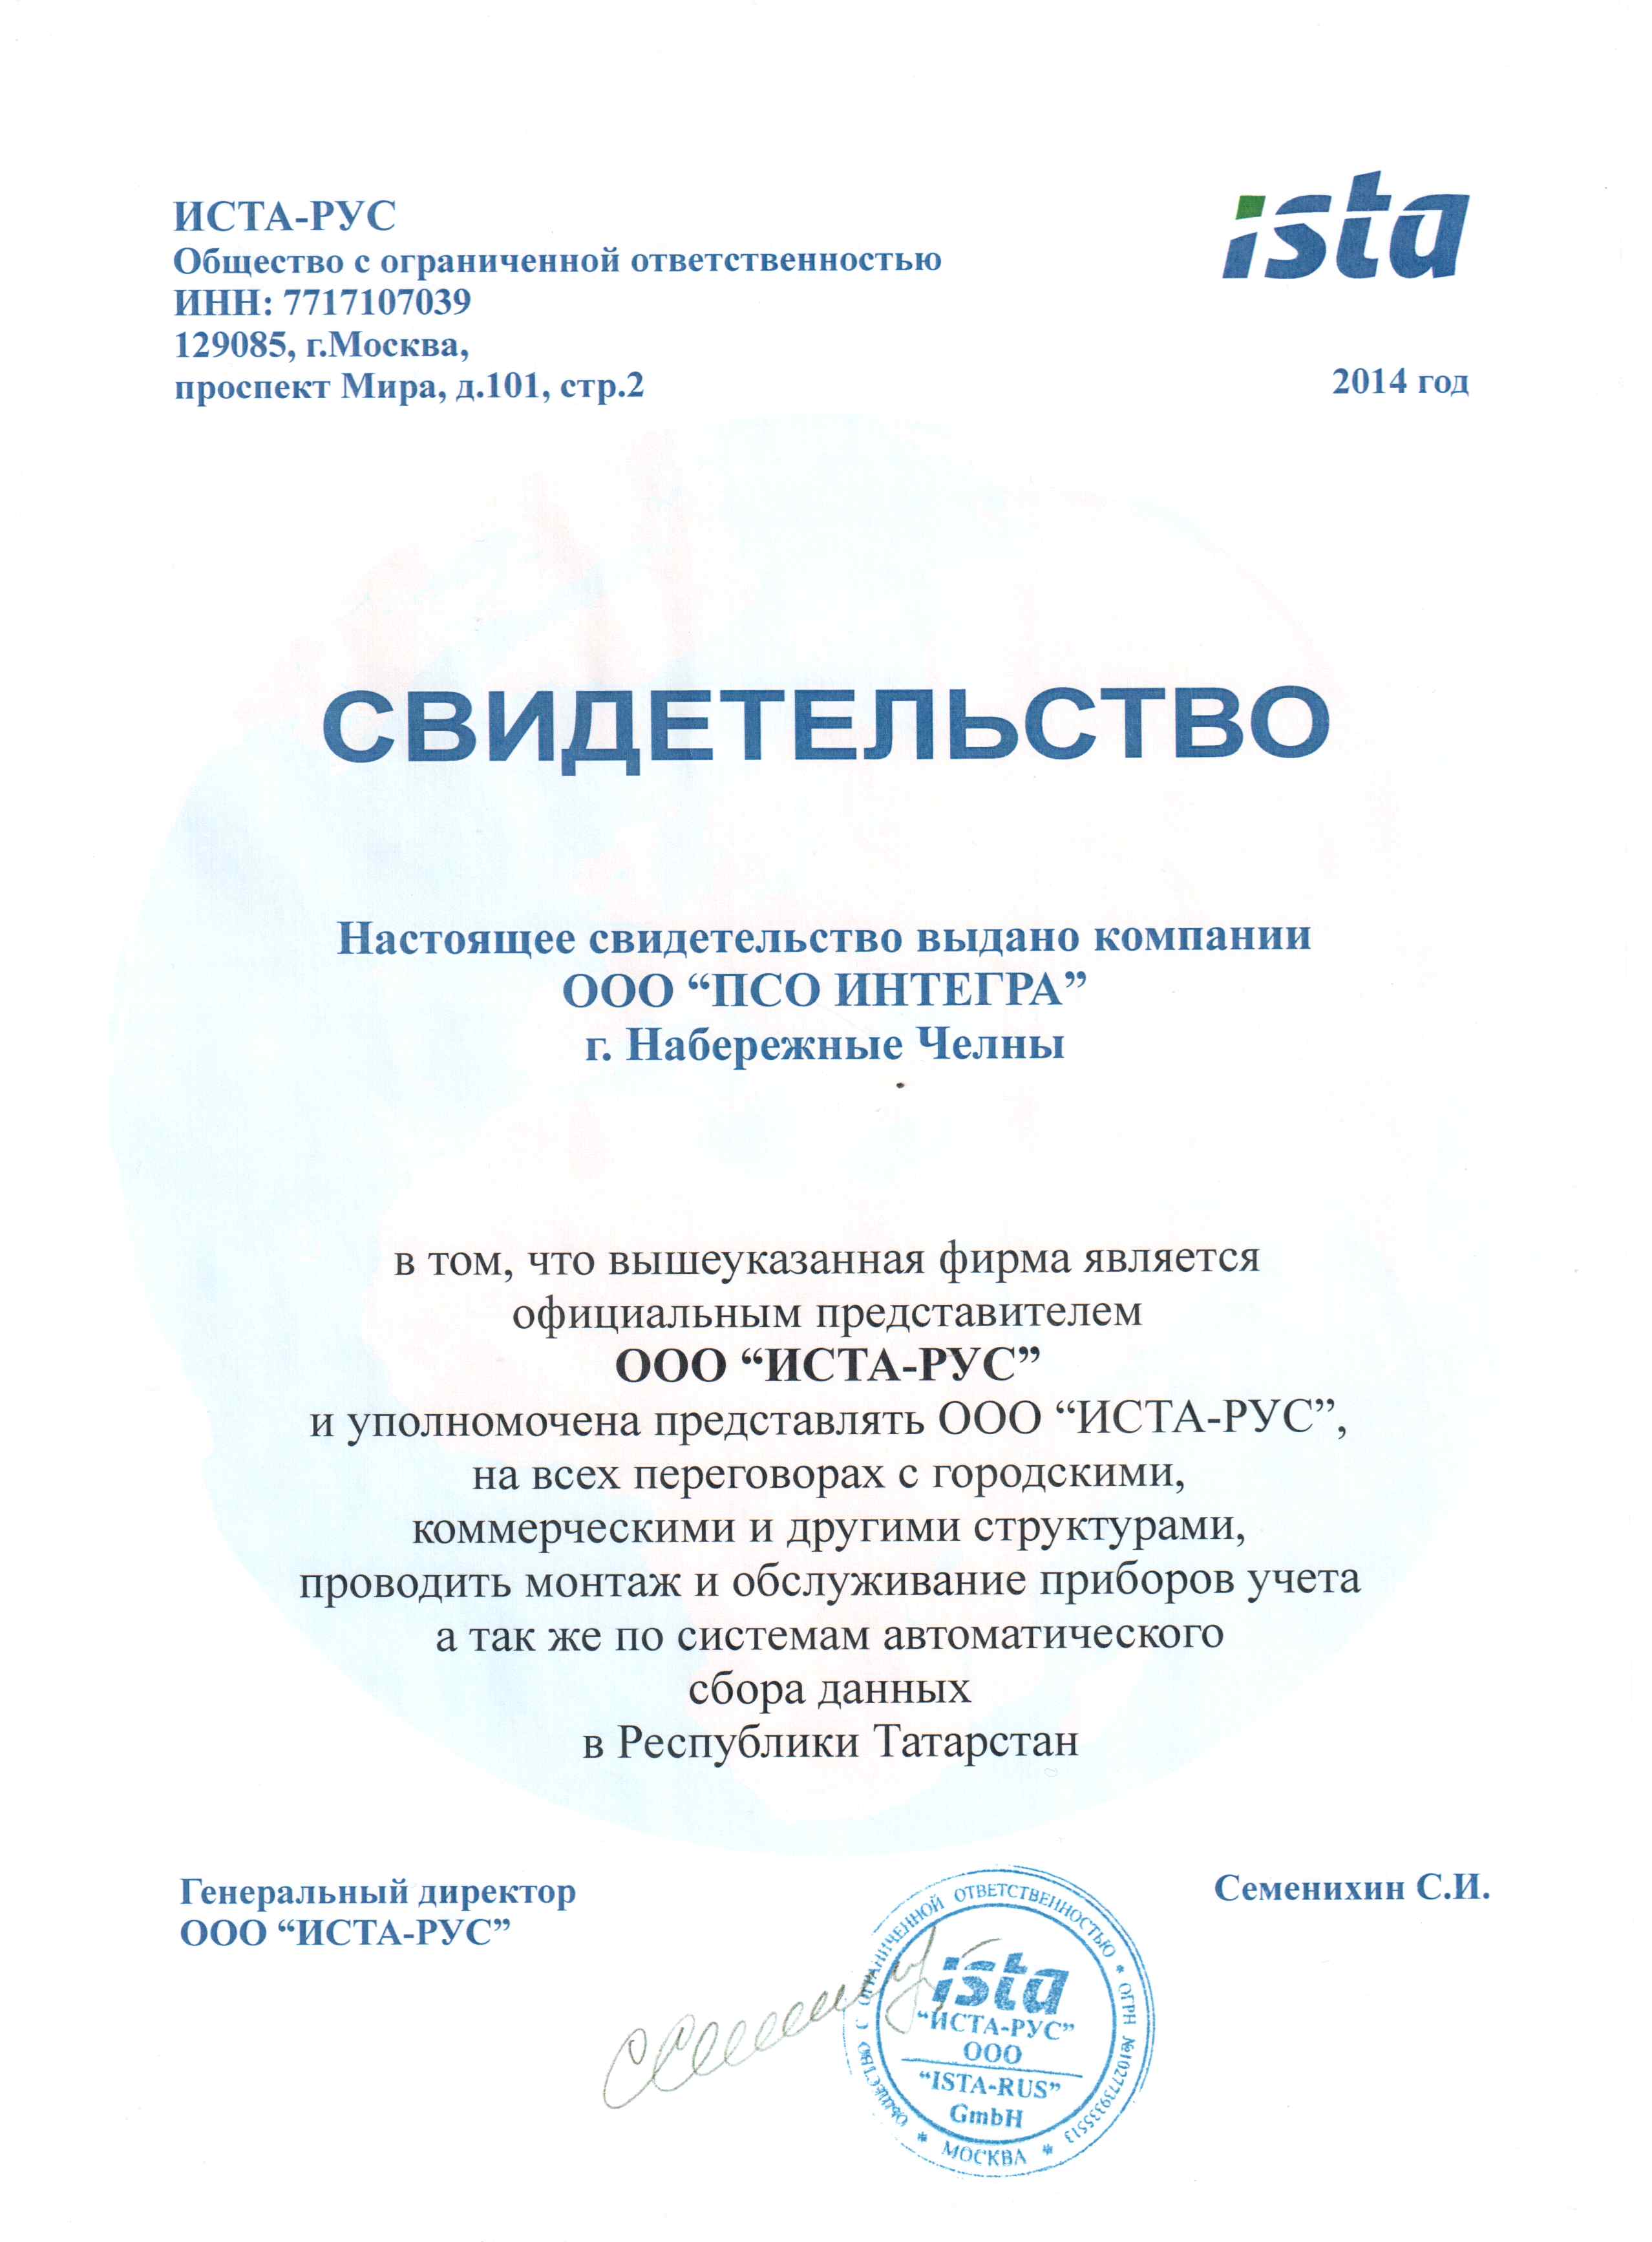 ИСТА-РУС
Общество с ограниченной ответственностью
ИНН: 7717107039
129085, г.Москва,
проспект Мира, д.101, стр.2
ista
2014 год
СВИДЕТЕЛЬСТВО
Настоящее свидетельство выдано компании
ООО “ПСО ИНТЕГРА”
г. Набережные Челны
в том, что вышеуказанная фирма является
официальным представителем
ООО “ИСТА-РУС”
и уполномочена представлять ООО “ИСТА-РУС”,
на всех переговорах с городскими,
коммерческими и другими структурами,
проводить монтаж и обслуживание приборов учета
а так же по системам автоматического
сбора данных
в Республики Татарстан
Генеральный директор
ООО “ИСТА-РУС”
Семенихин С.И.
ОБЩЕСТВО С ОГРАНИЧЕННОЙ ОТВЕТСТВЕННОСТЬЮ * ОГРН №1027739335513
* МОСКВА *
ista
“ИСТА-РУС”
ООО
“ISTA-RUS”
GmbH